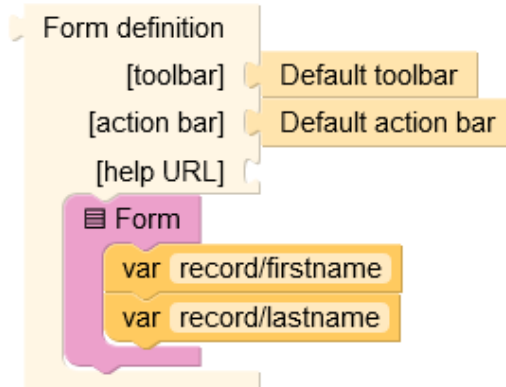 Form definition
[toolbar] Default toolbar
[action bar] Default action bar
[help URL]
Form
var record/firstname
var record/lastname